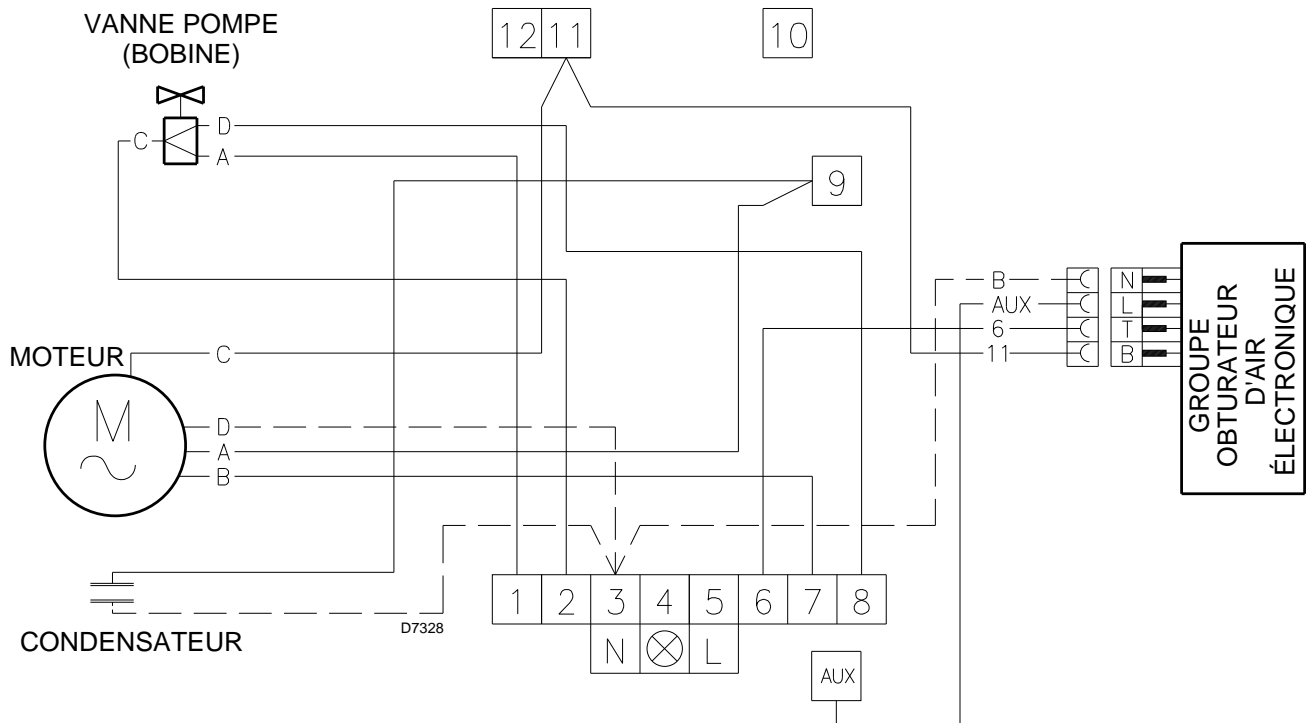 VANNE POMPE
(BOBINE)
12 11
10
D
C
A
9
B N
AUX L
6 T
11 B
GROUPE
OBTURATEUR
D'AIR
ÉLECTRONIQUE
MOTEUR
C
M
D
A
B
1 2 3 4 5 6 7 8
N L
CONDENSATEUR
D7328
AUX